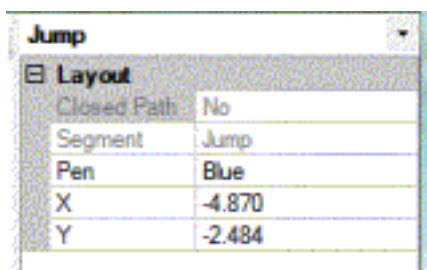 Jump
Layout
Closed Path No
Segment Jump
Pen Blue
X -4.870
Y -2.484